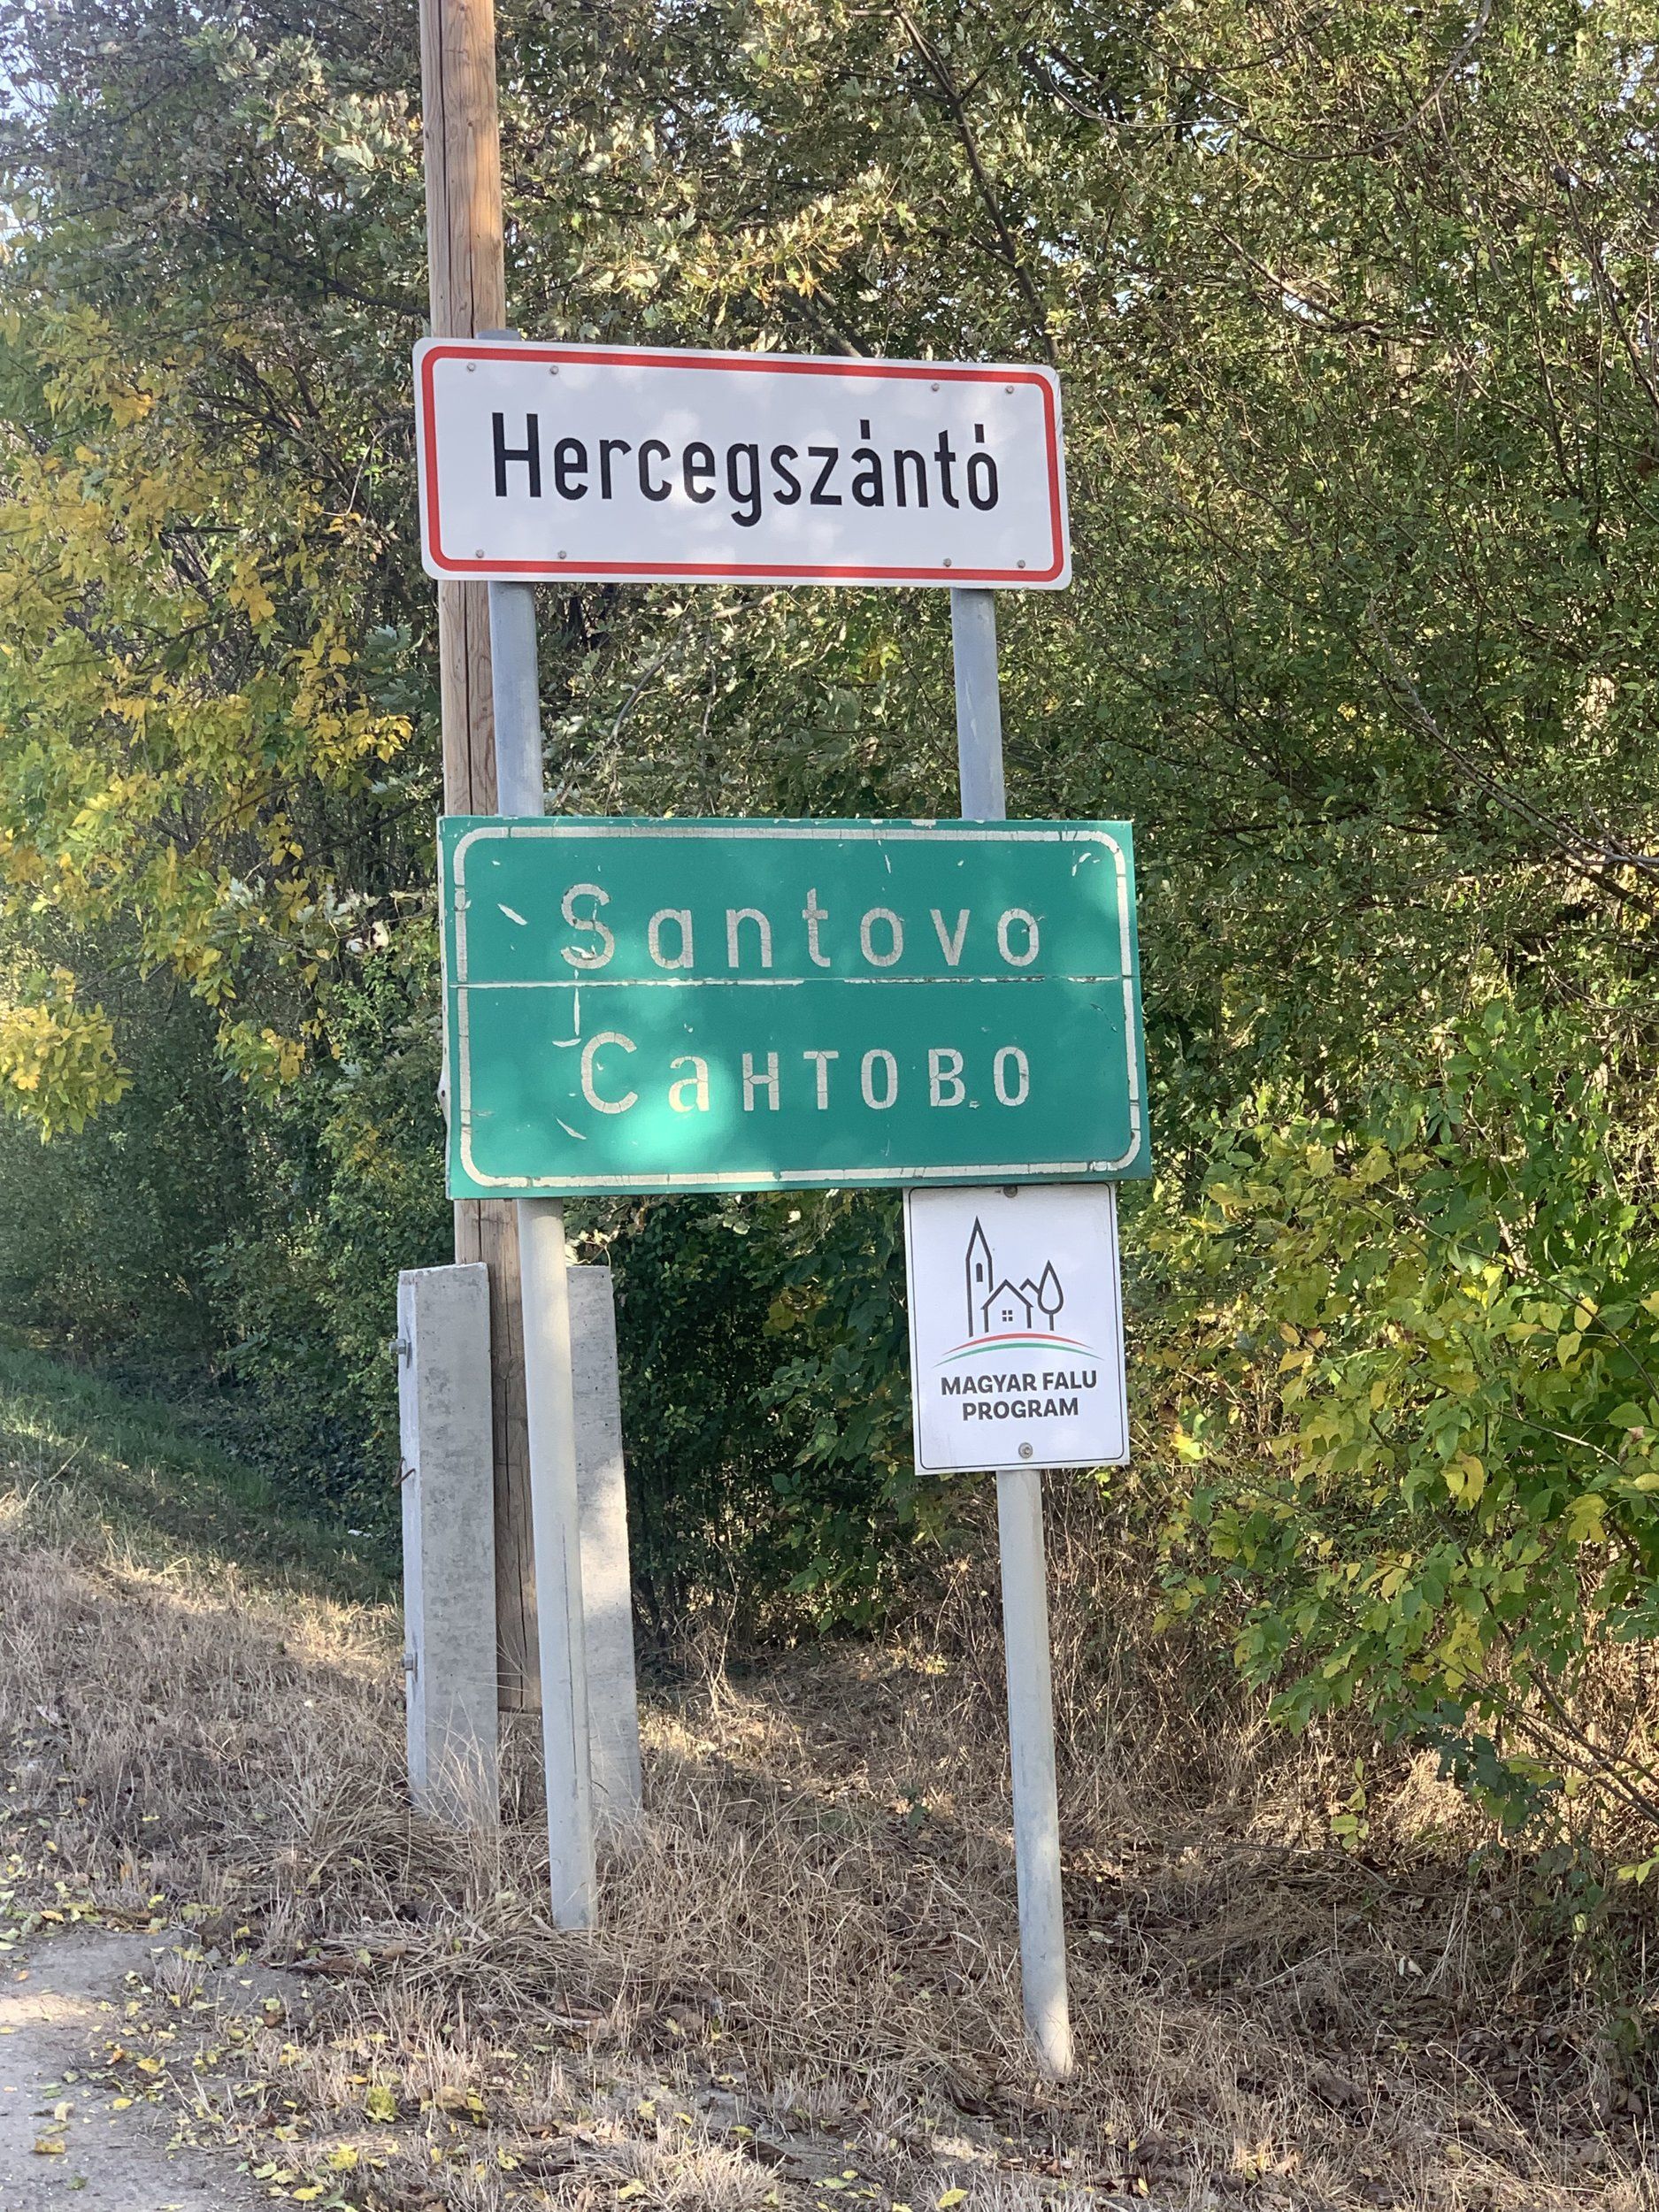 Hercegszántó
Santovo
Сантово
MAGYAR FALU
PROGRAM